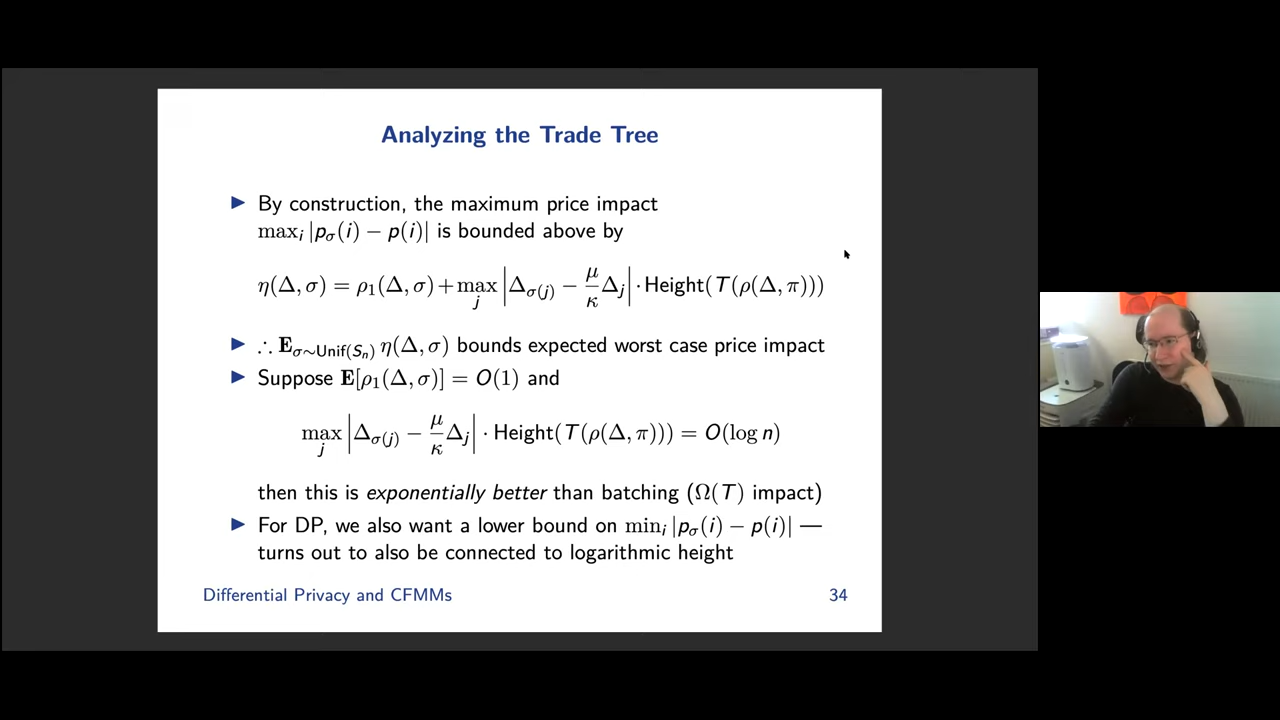 Analyzing the Trade Tree
▶ By construction, the maximum price impact
maxᵢ |p_σ(i) − p(i)| is bounded above by
η(Δ, σ) = ρ₁(Δ, σ) + max_j |Δ_σ(j) − μ/κ Δ_j| · Height(T(ρ(Δ, π)))
▶ ∴ E_σ∼Unif(Sₙ) η(Δ, σ) bounds expected worst case price impact
▶ Suppose E[ρ₁(Δ, σ)] = O(1) and
max_j |Δ_σ(j) − μ/κ Δ_j| · Height(T(ρ(Δ, π))) = O(log n)
then this is exponentially better than batching (Ω(T) impact)
▶ For DP, we also want a lower bound on minᵢ |p_σ(i) − p(i)| —
turns out to also be connected to logarithmic height
Differential Privacy and CFMMs 34